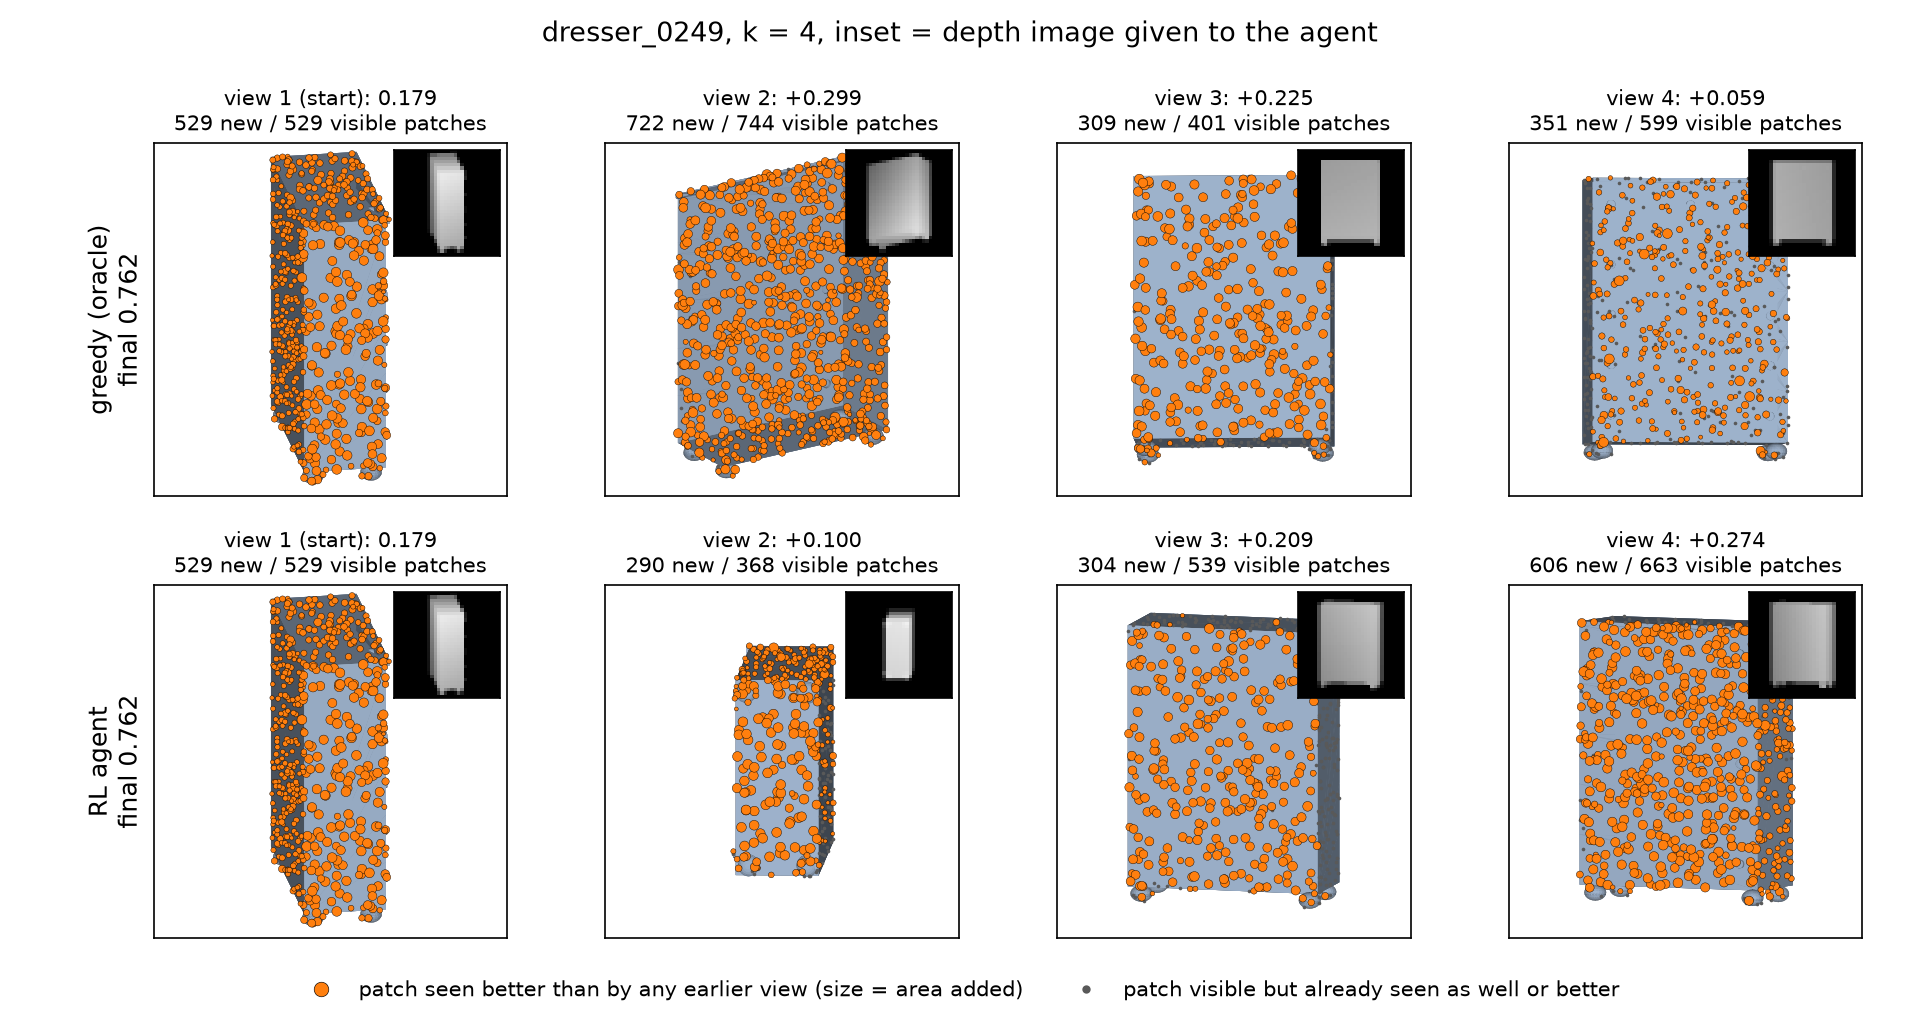 dresser_0249, k = 4, inset = depth image given to the agent
view 1 (start): 0.179
529 new / 529 visible patches
view 2: +0.299
722 new / 744 visible patches
view 3: +0.225
309 new / 401 visible patches
view 4: +0.059
351 new / 599 visible patches
greedy (oracle)
final 0.762
view 1 (start): 0.179
529 new / 529 visible patches
view 2: +0.100
290 new / 368 visible patches
view 3: +0.209
304 new / 539 visible patches
view 4: +0.274
606 new / 663 visible patches
RL agent
final 0.762
patch seen better than by any earlier view (size = area added)
patch visible but already seen as well or better